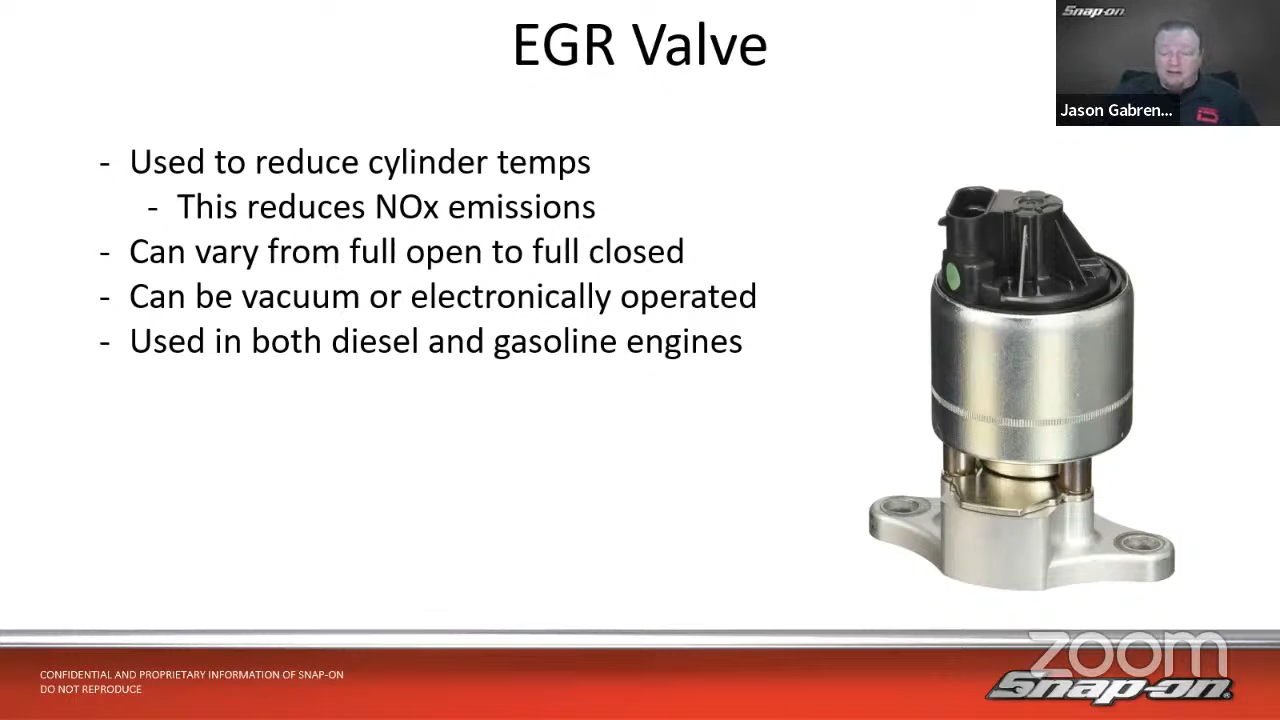 EGR Valve
Snap-on
Jason Gabren...
- Used to reduce cylinder temps
- This reduces NOx emissions
- Can vary from full open to full closed
- Can be vacuum or electronically operated
- Used in both diesel and gasoline engines
CONFIDENTIAL AND PROPRIETARY INFORMATION OF SNAP-ON
DO NOT REPRODUCE
zoom
Snap-on®